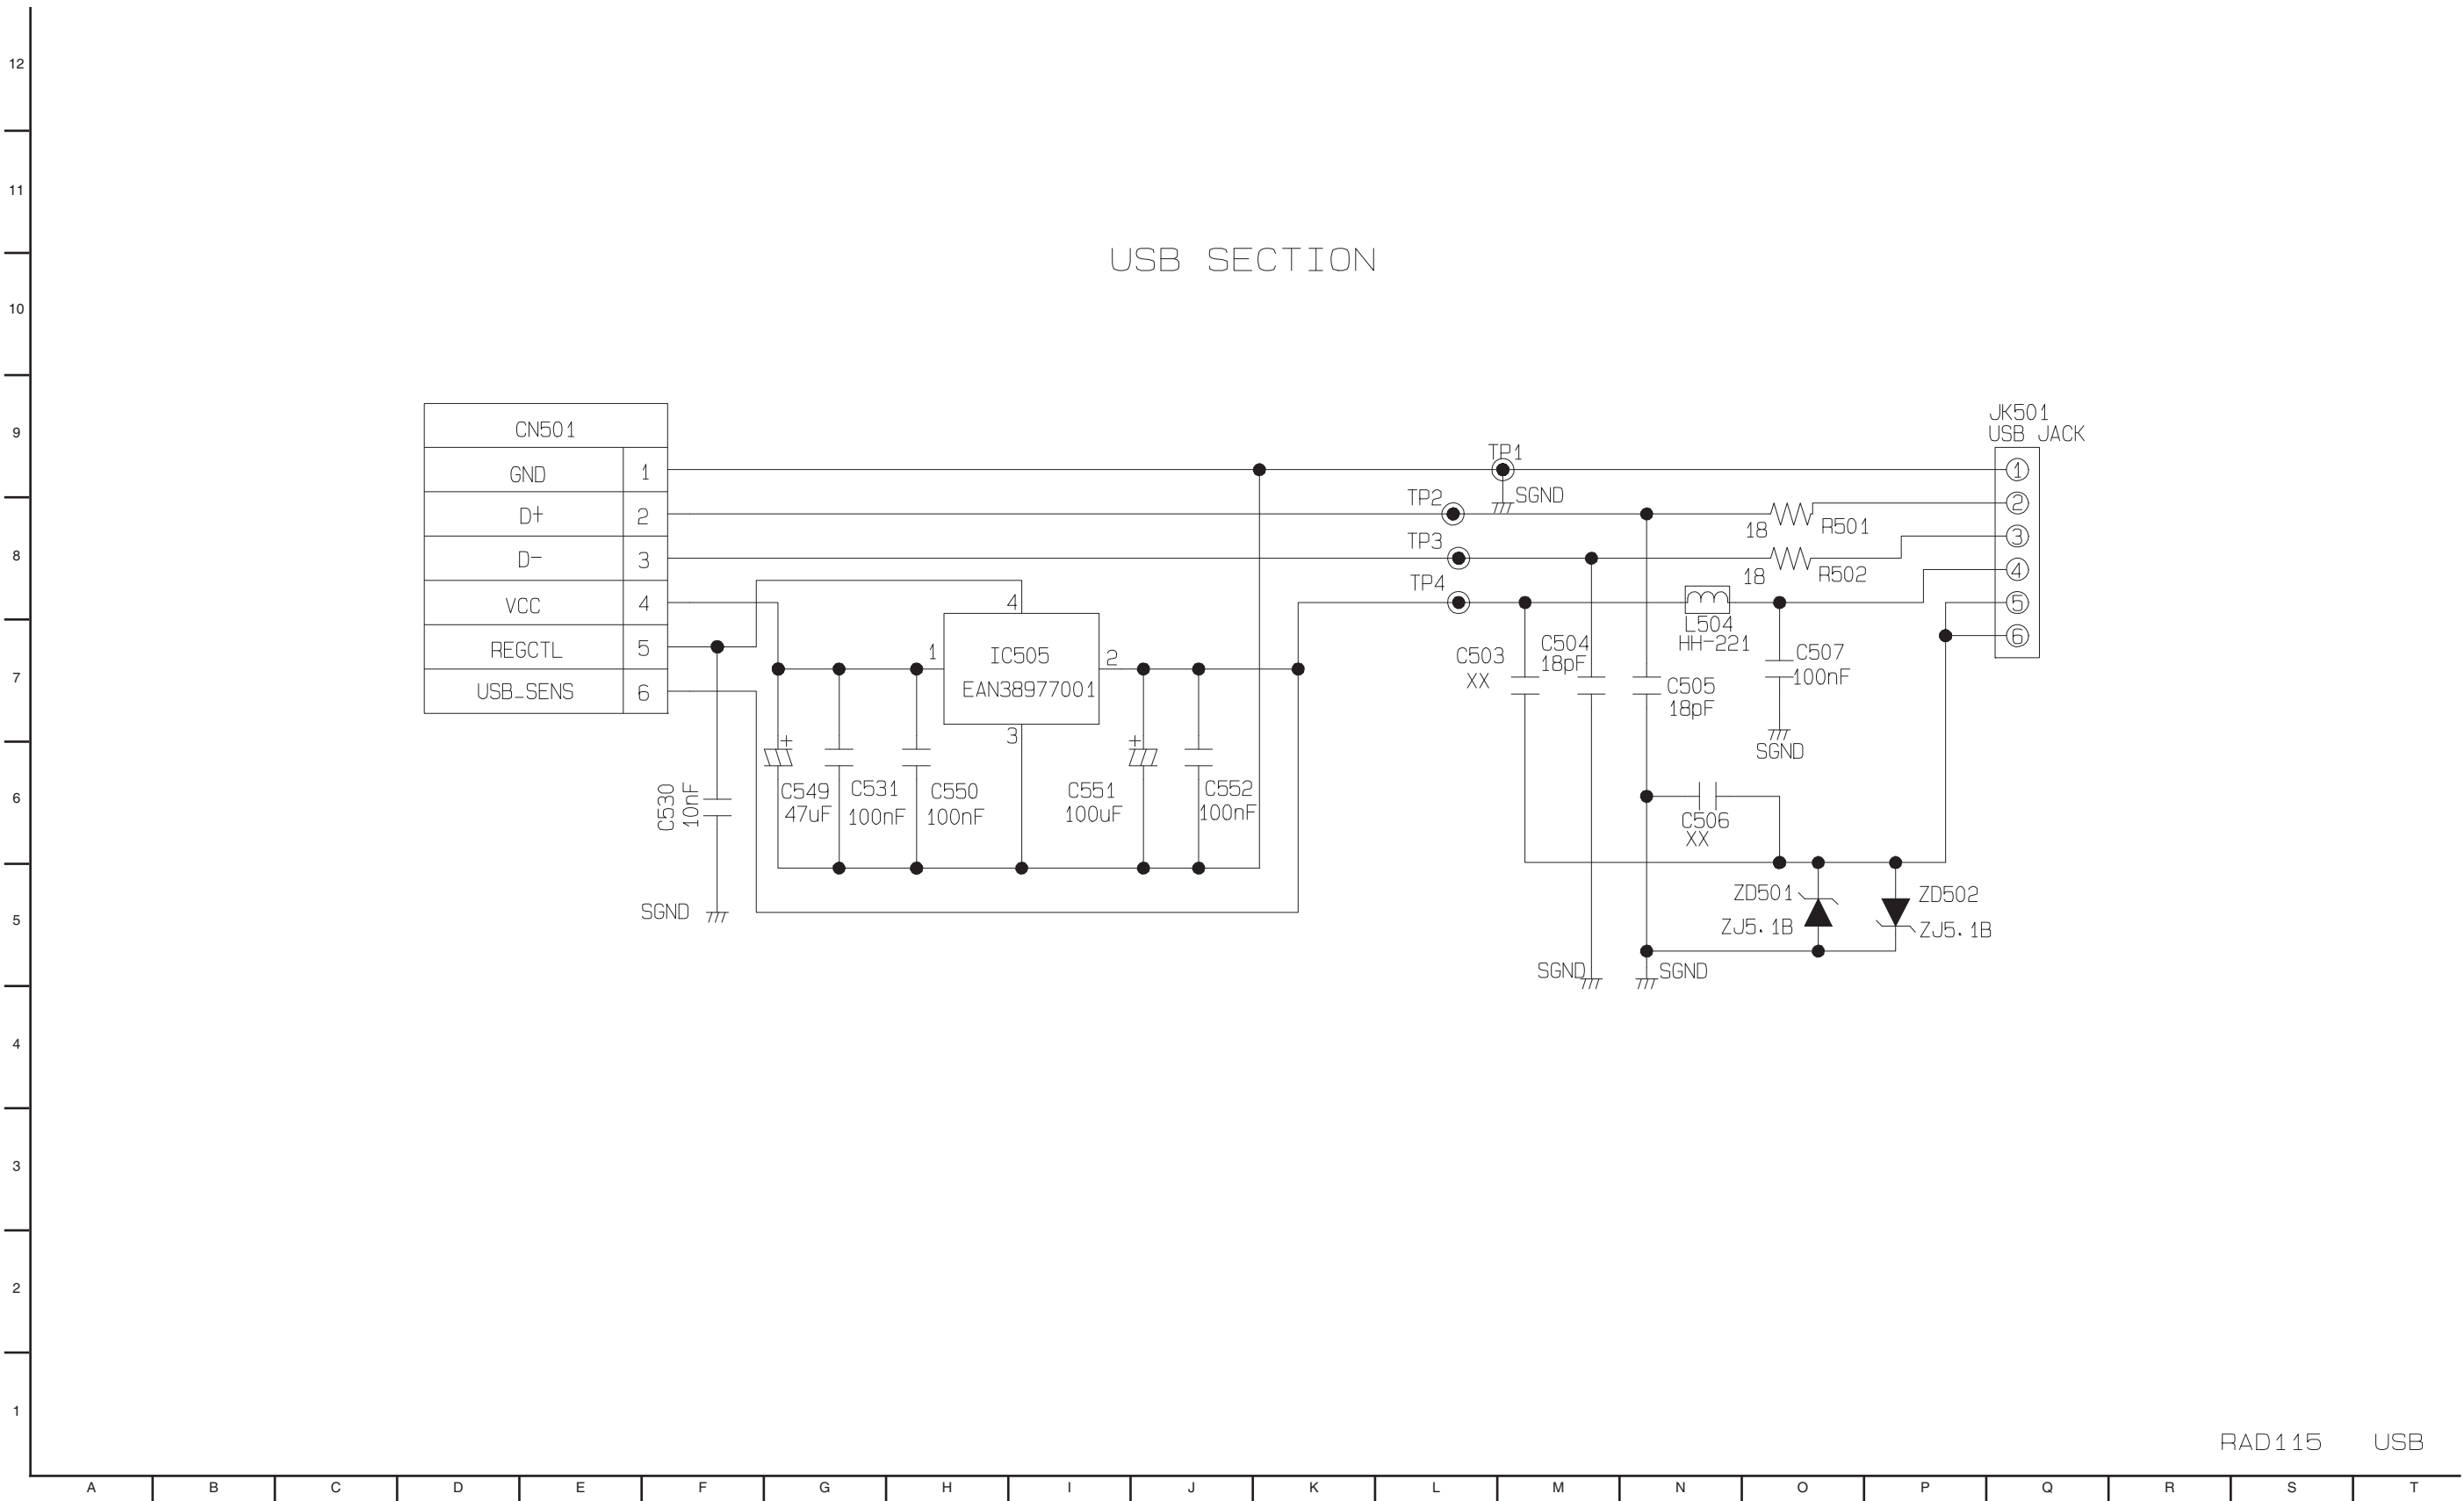 12
11
USB SECTION
10
9
CN501
GND 1
D+ 2
D- 3
VCC 4
REGCTL 5
USB_SENS 6
JK501
USB JACK
1
2
3
4
5
6
TP1
SGND
TP2
TP3
TP4
18 R501
18 R502
8
4
1
IC505
EAN38977001
2
3
L504
HH-221
C503
XX
C504
18pF
C505
18pF
C507
100nF
SGND
7
C530
10nF
C549
47uF
C531
100nF
C550
100nF
C551
100uF
C552
100nF
+
+
C506
XX
6
SGND
ZD501
ZJ5.1B
ZD502
ZJ5.1B
SGND
SGND
5
4
3
2
1
RAD115 USB
A B C D E F G H I J K L M N O P Q R S T